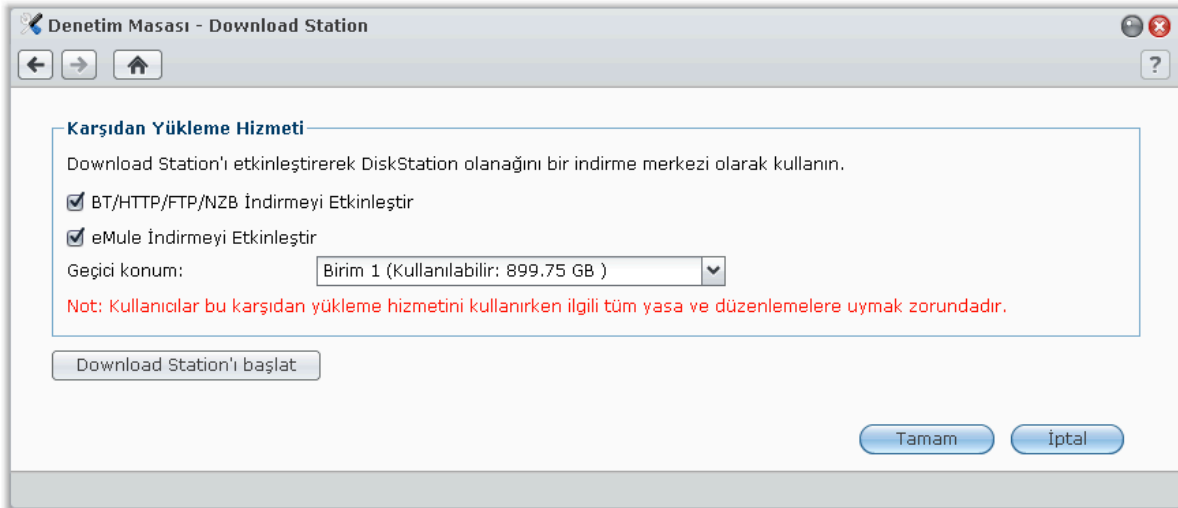 Denetim Masası - Download Station
?
Karşıdan Yükleme Hizmeti
Download Station'ı etkinleştirerek DiskStation olanağını bir indirme merkezi olarak kullanın.
BT/HTTP/FTP/NZB İndirmeyi Etkinleştir
eMule İndirmeyi Etkinleştir
Geçici konum: Birim 1 (Kullanılabilir: 899.75 GB )
Not: Kullanıcılar bu karşıdan yükleme hizmetini kullanırken ilgili tüm yasa ve düzenlemelere uymak zorundadır.
Download Station'ı başlat
Tamam İptal